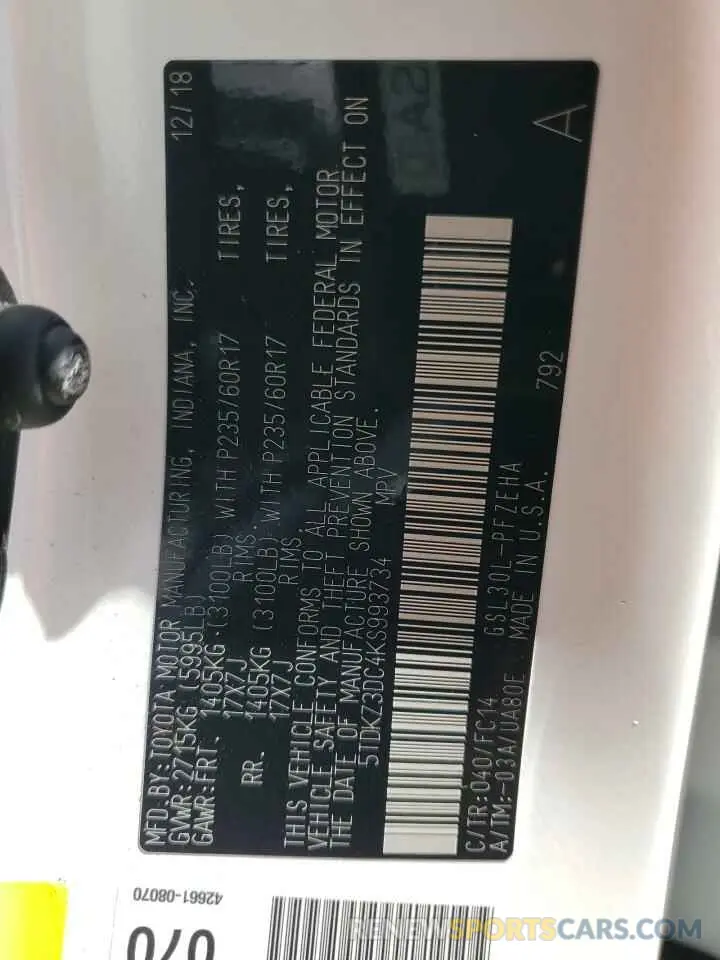 MFD.BY:TOYOTA MOTOR MANUFACTURING, INDIANA, INC. 12/18
GVWR:2715KG (5995LB)
GAWR:FRT. 1405KG (3100LB) WITH P235/60R17 TIRES,
17X7J RIMS.
RR. 1405KG (3100LB) WITH P235/60R17 TIRES,
17X7J RIMS
THIS VEHICLE CONFORMS TO ALL APPLICABLE FEDERAL MOTOR
VEHICLE SAFETY AND THEFT PREVENTION STANDARDS IN EFFECT ON
THE DATE OF MANUFACTURE SHOWN ABOVE.
5TDKZ3DC4KS993734 MPV
C/TR:040/FC14 GSL30L-PFZEHA 792 A
A/TM:-03A/UA80E MADE IN U.S.A.
42661-08070
070
RENEWSPORTSCARS.COM